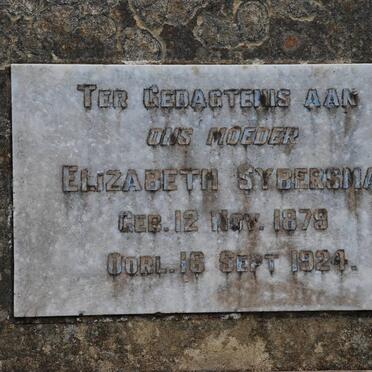 TER GEDAGTENIS AAN
ONS MOEDER
ELIZABETH SYBERSMA
GEB. 12 NOV. 1879
OORL. 16 SEPT 1924.